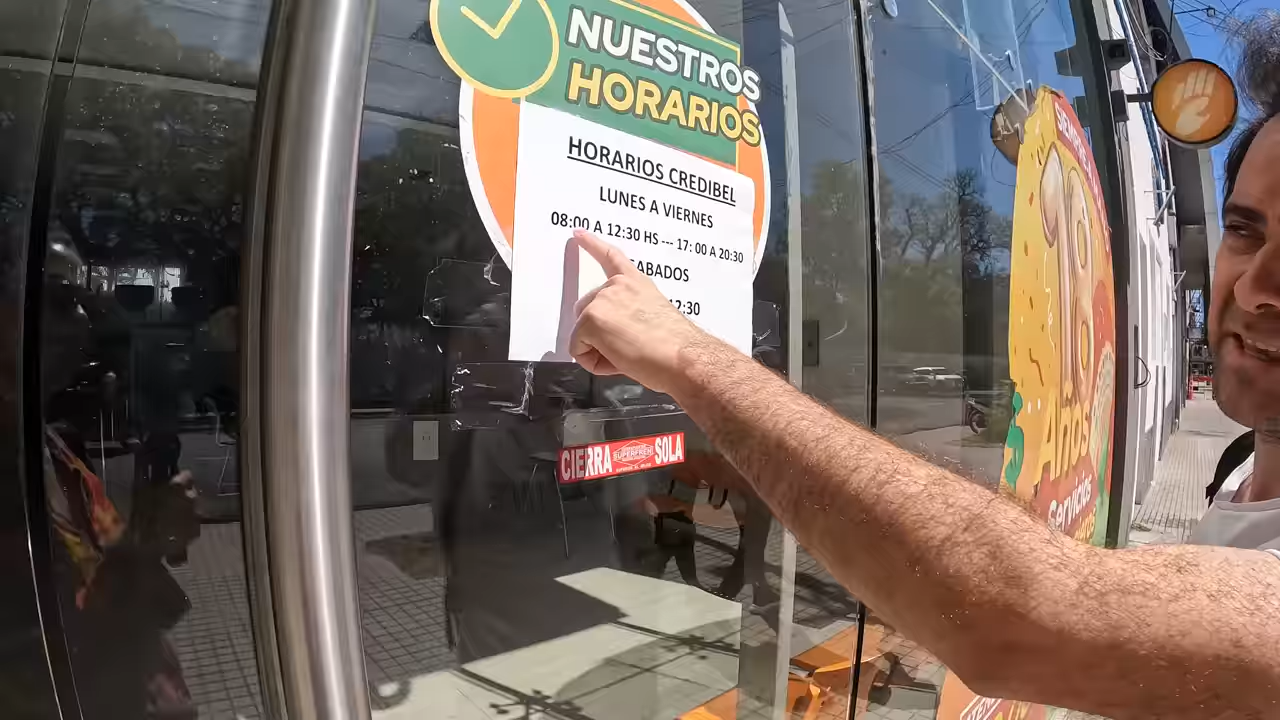 NUESTROS
HORARIOS
HORARIOS CREDIBEL
LUNES A VIERNES
08:00 A 12:30 HS --- 17: 00 A 20:30
SABADOS
12:30
CIERRA SUPERFREN SOLA
Años
Servicios